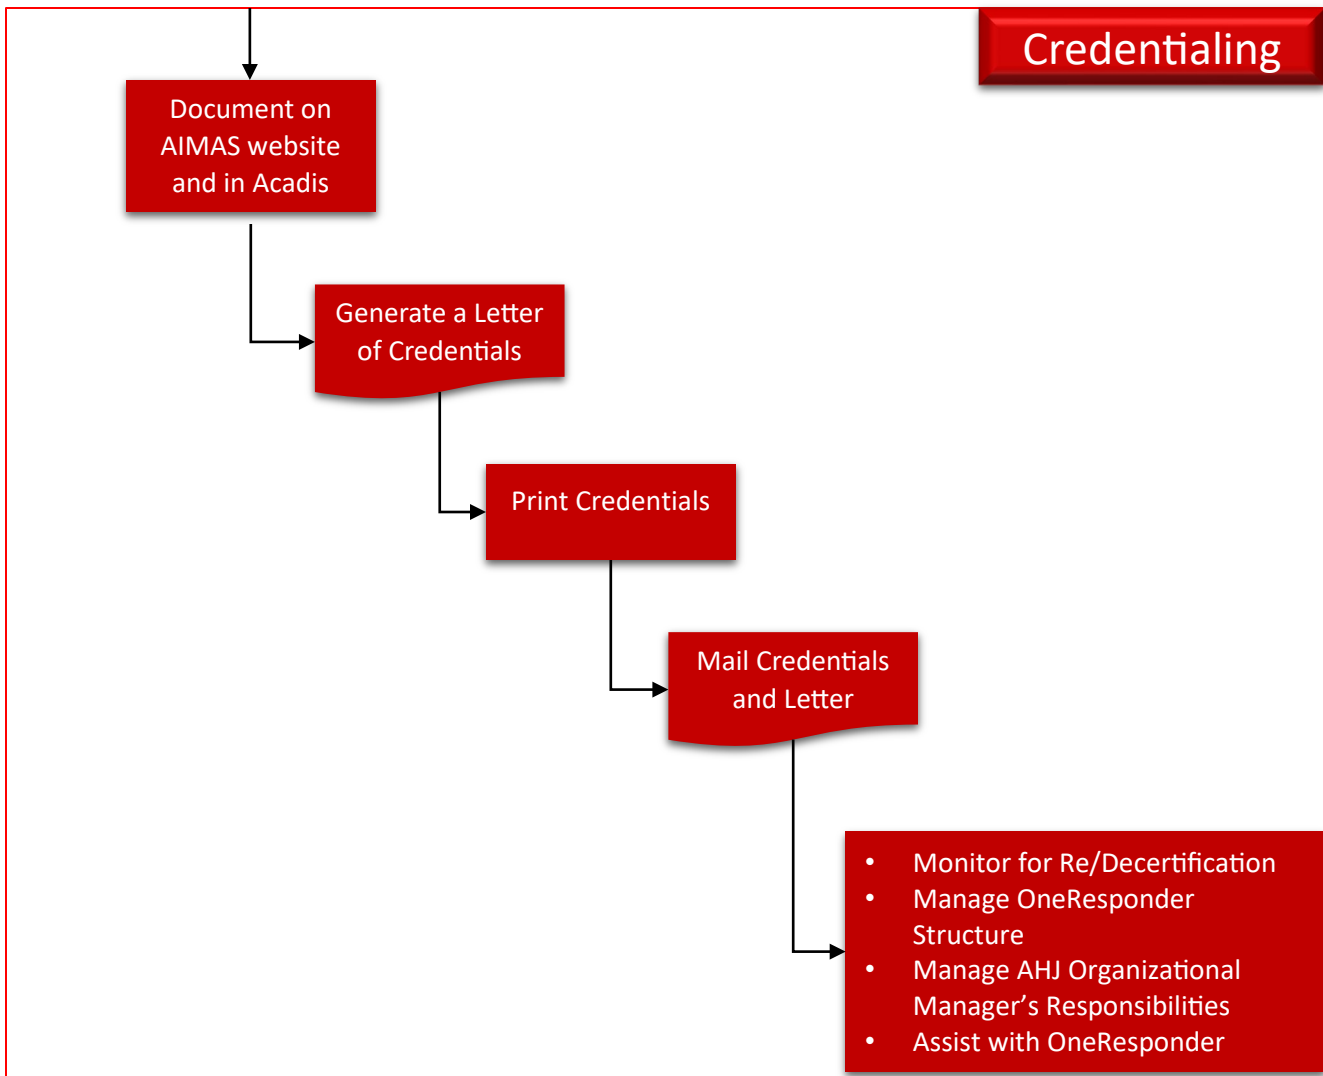 Credentialing
Document on
AIMAS website
and in Acadis
Generate a Letter
of Credentials
Print Credentials
Mail Credentials
and Letter
• Monitor for Re/Decertification
• Manage OneResponder
Structure
• Manage AHJ Organizational
Manager’s Responsibilities
• Assist with OneResponder